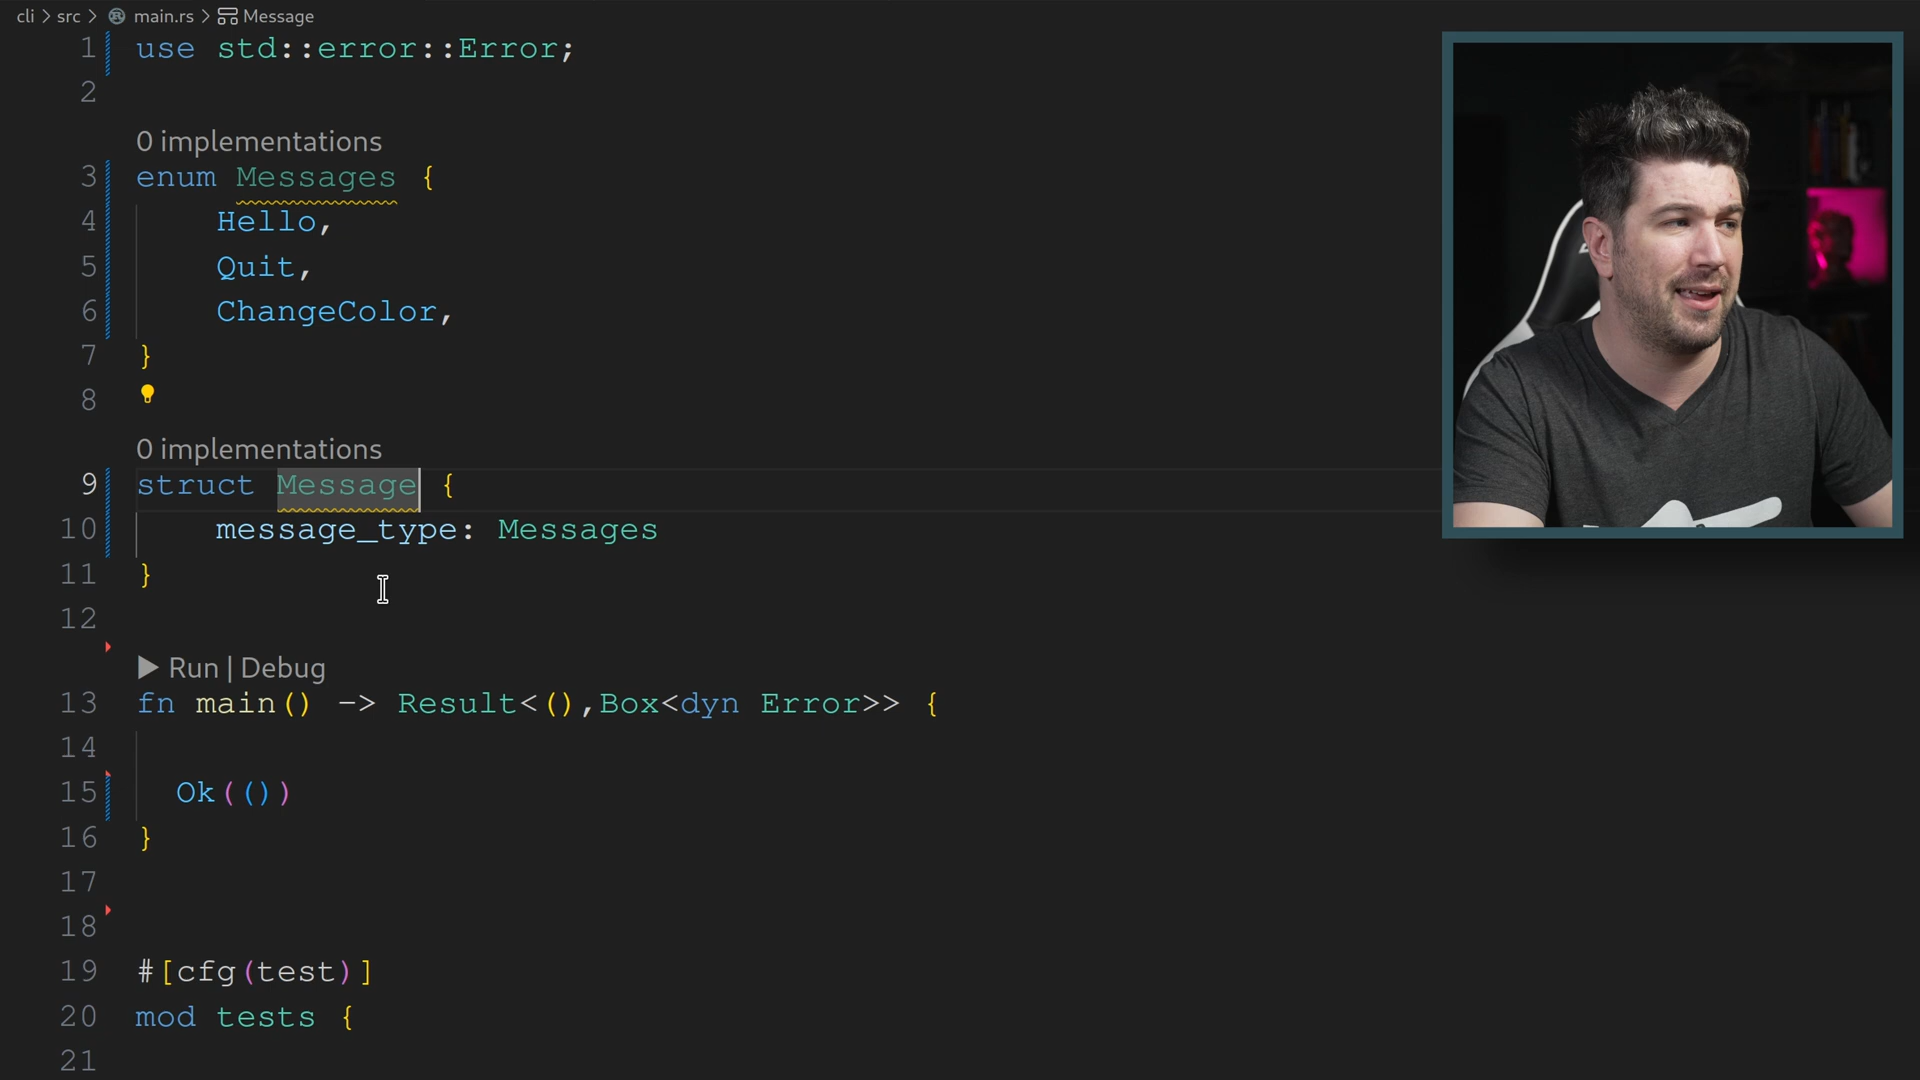 cli > src > main.rs > Message
1 use std::error::Error;
2
0 implementations
3 enum Messages {
4 Hello,
5 Quit,
6 ChangeColor,
7 }
8
0 implementations
9 struct Message {
10 message_type: Messages
11 }
12
Run | Debug
13 fn main() -> Result<(),Box<dyn Error>> {
14
15 Ok(())
16 }
17
18
19 #[cfg(test)]
20 mod tests {
21